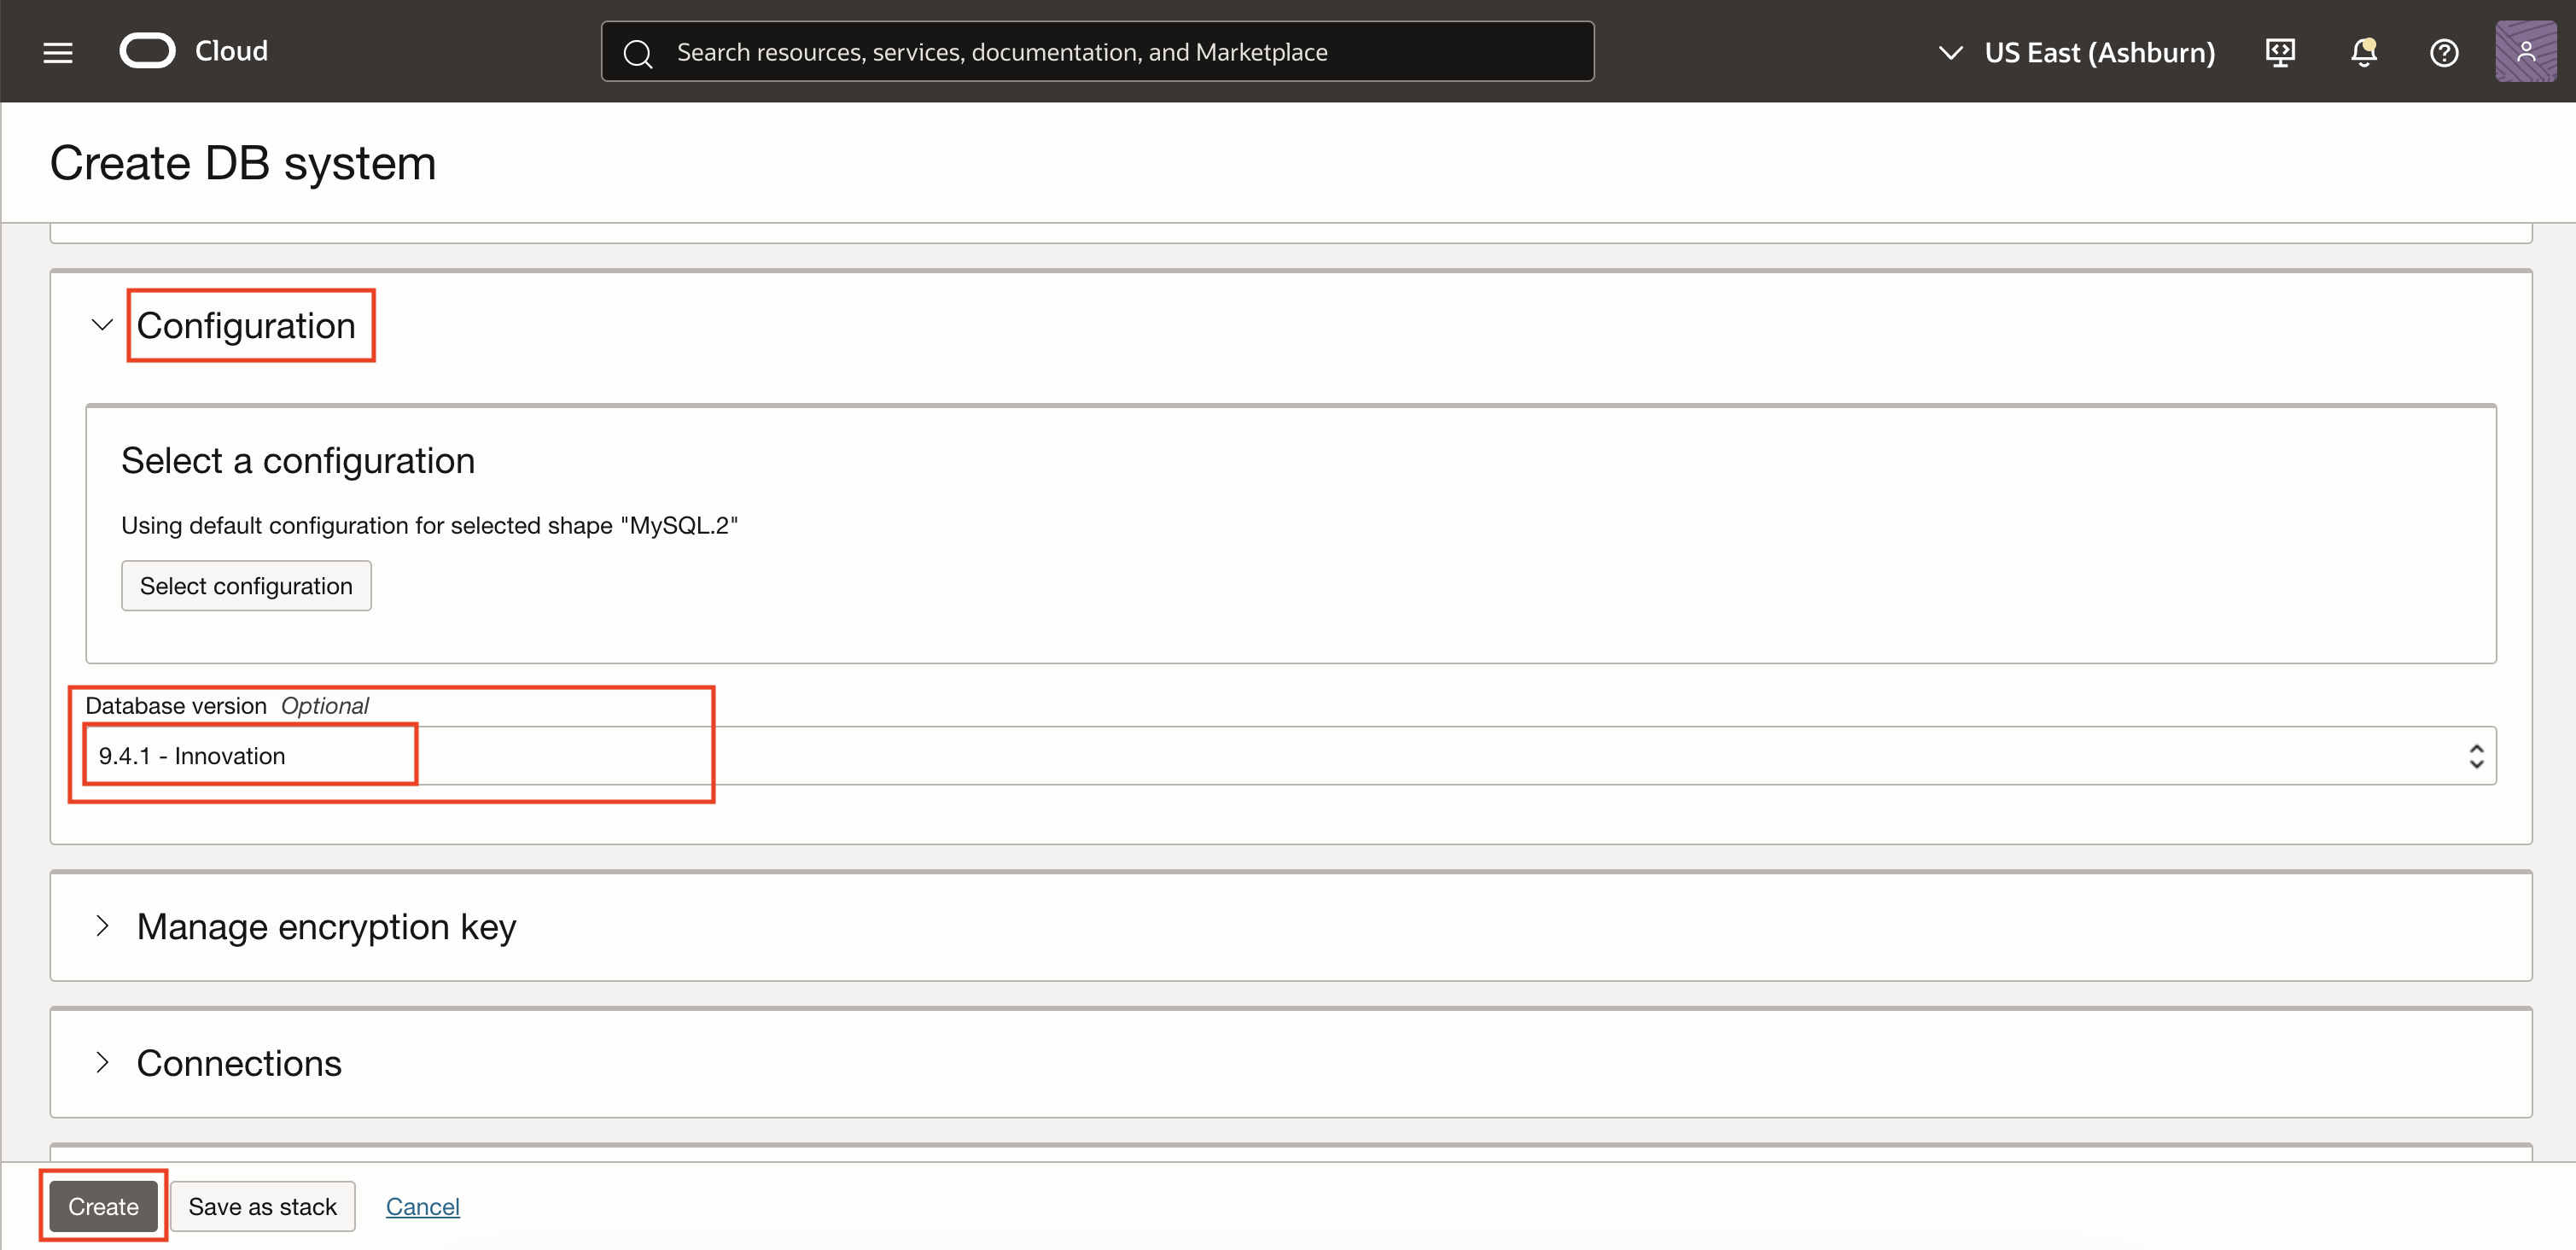 Cloud
Search resources, services, documentation, and Marketplace
US East (Ashburn)
Create DB system
Configuration
Select a configuration
Using default configuration for selected shape "MySQL.2"
Select configuration
Database version Optional
9.4.1 - Innovation
Manage encryption key
Connections
Create
Save as stack
Cancel